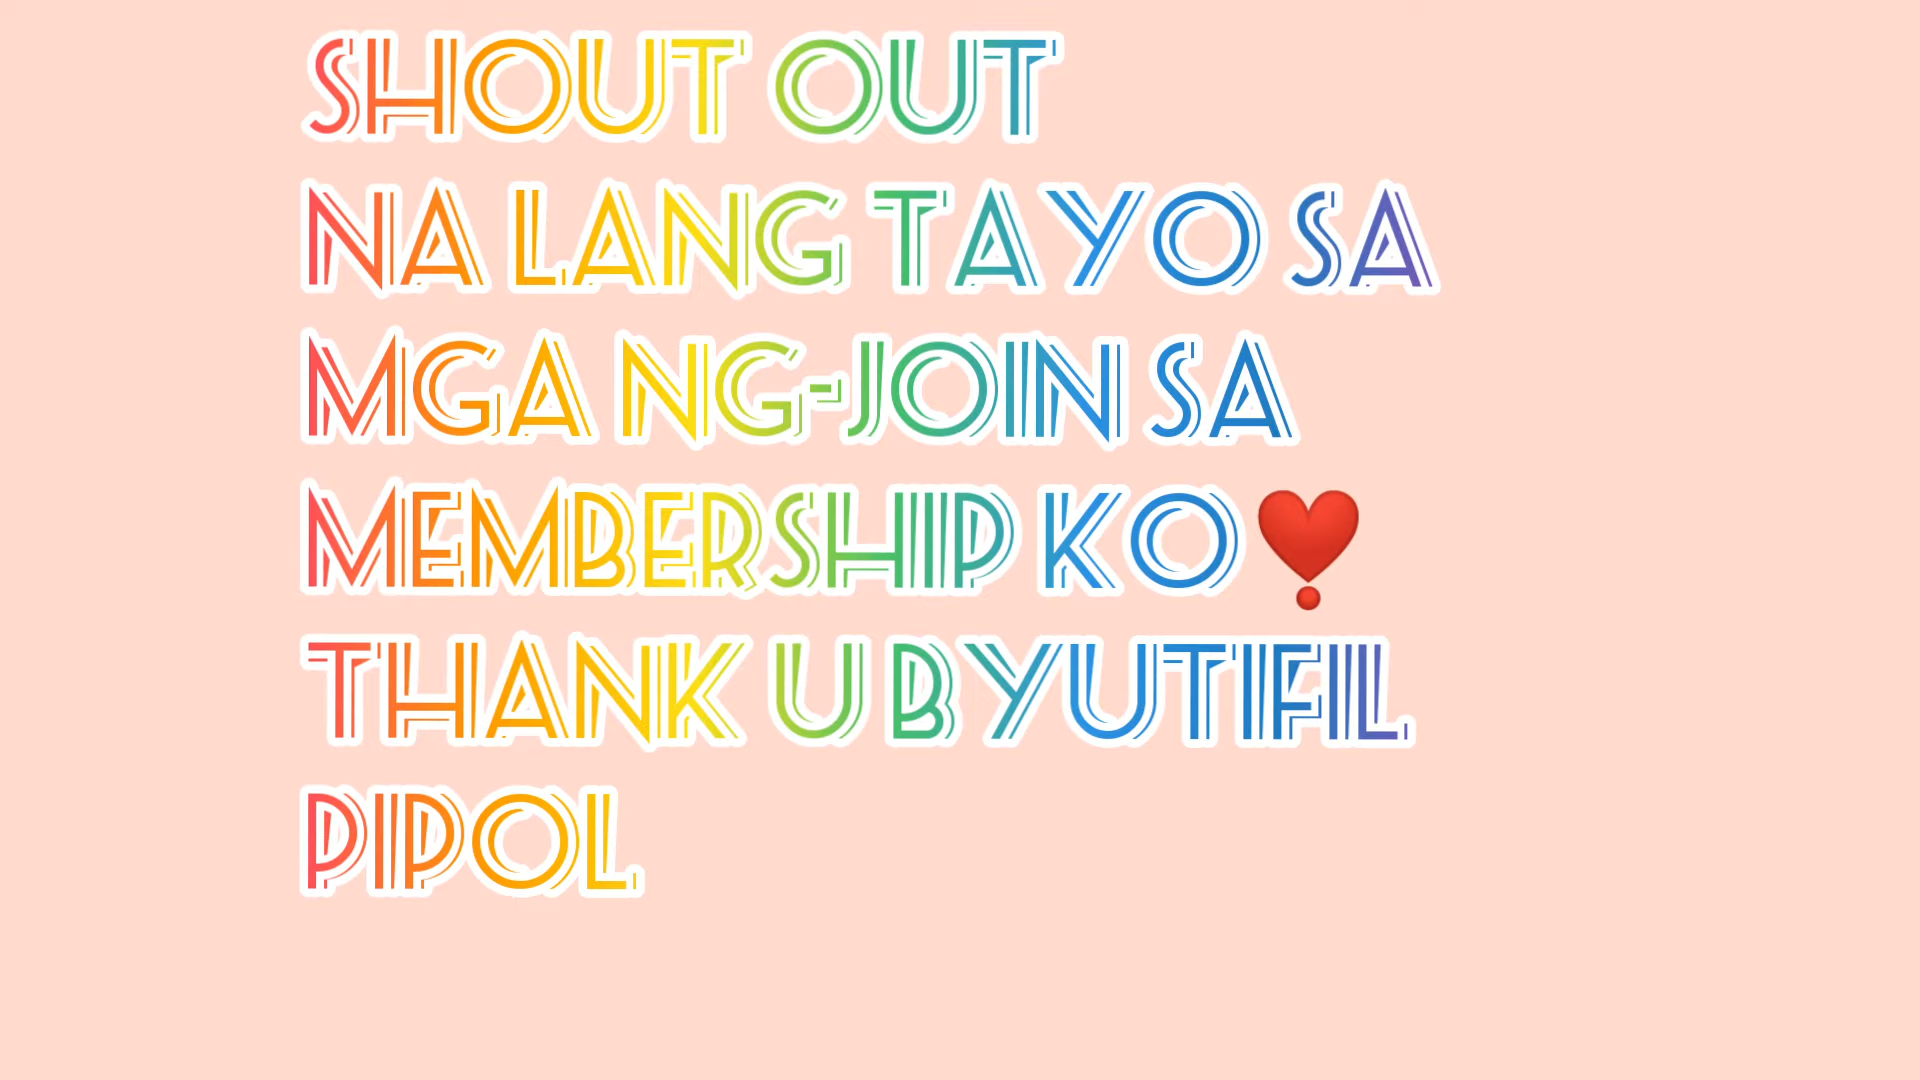 SHOUT OUT
NA LANG TAYO SA
MGA NG-JOIN SA
MEMBERSHIP KO❣️
THANK U BYUTIFIL
PIPOL